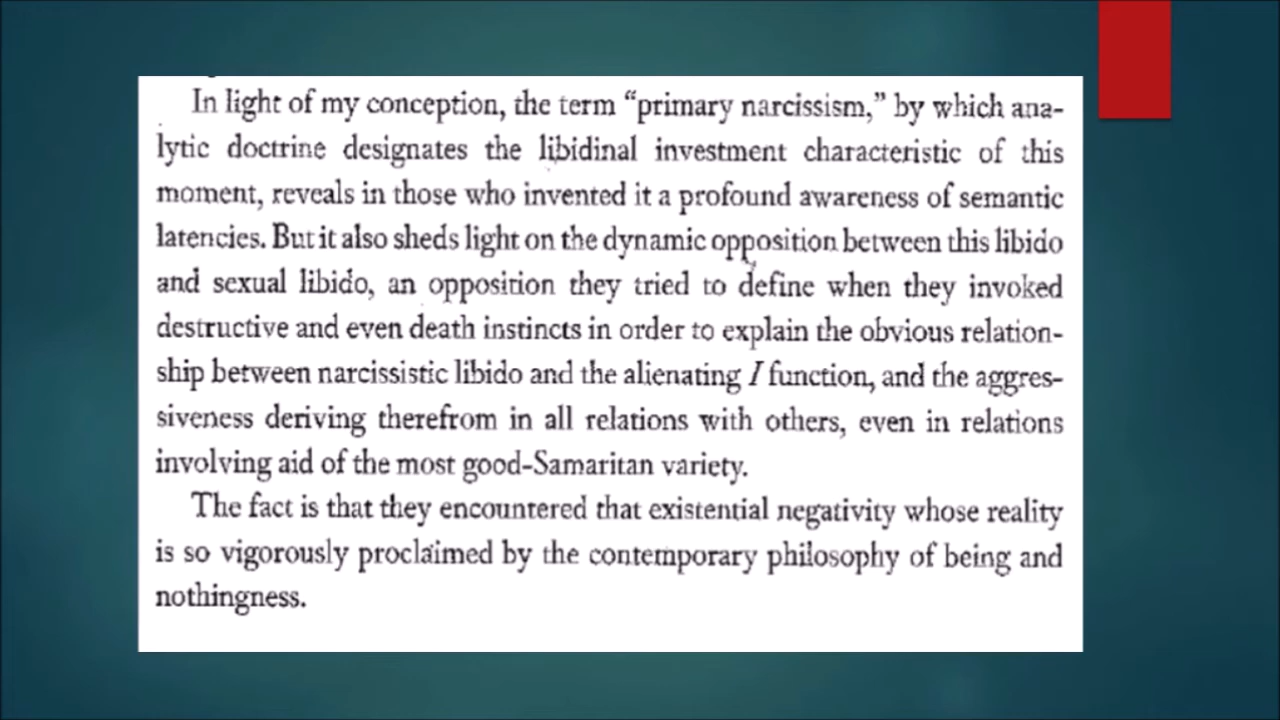 In light of my conception, the term “primary narcissism,” by which ana-
lytic doctrine designates the libidinal investment characteristic of this
moment, reveals in those who invented it a profound awareness of semantic
latencies. But it also sheds light on the dynamic opposition between this libido
and sexual libido, an opposition they tried to define when they invoked
destructive and even death instincts in order to explain the obvious relation-
ship between narcissistic libido and the alienating I function, and the aggres-
siveness deriving therefrom in all relations with others, even in relations
involving aid of the most good-Samaritan variety.
The fact is that they encountered that existential negativity whose reality
is so vigorously proclaimed by the contemporary philosophy of being and
nothingness.